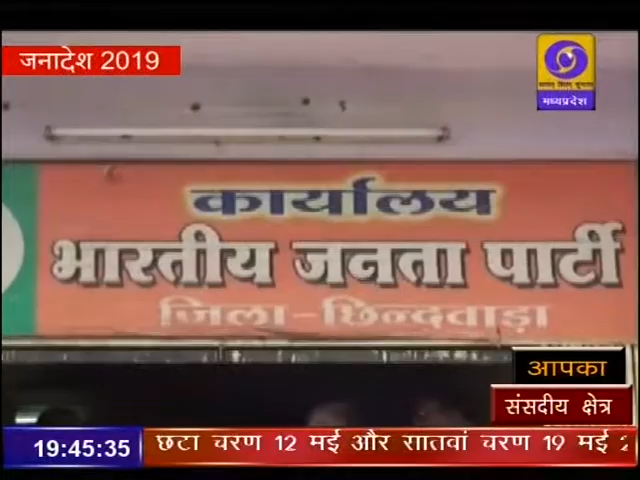 जनादेश 2019
मध्यप्रदेश
कार्यालय
भारतीय जनता पार्टी
जिला-छिन्दवाड़ा
आपका
संसदीय क्षेत्र
19:45:35
छटा चरण 12 मई और सातवां चरण 19 मई